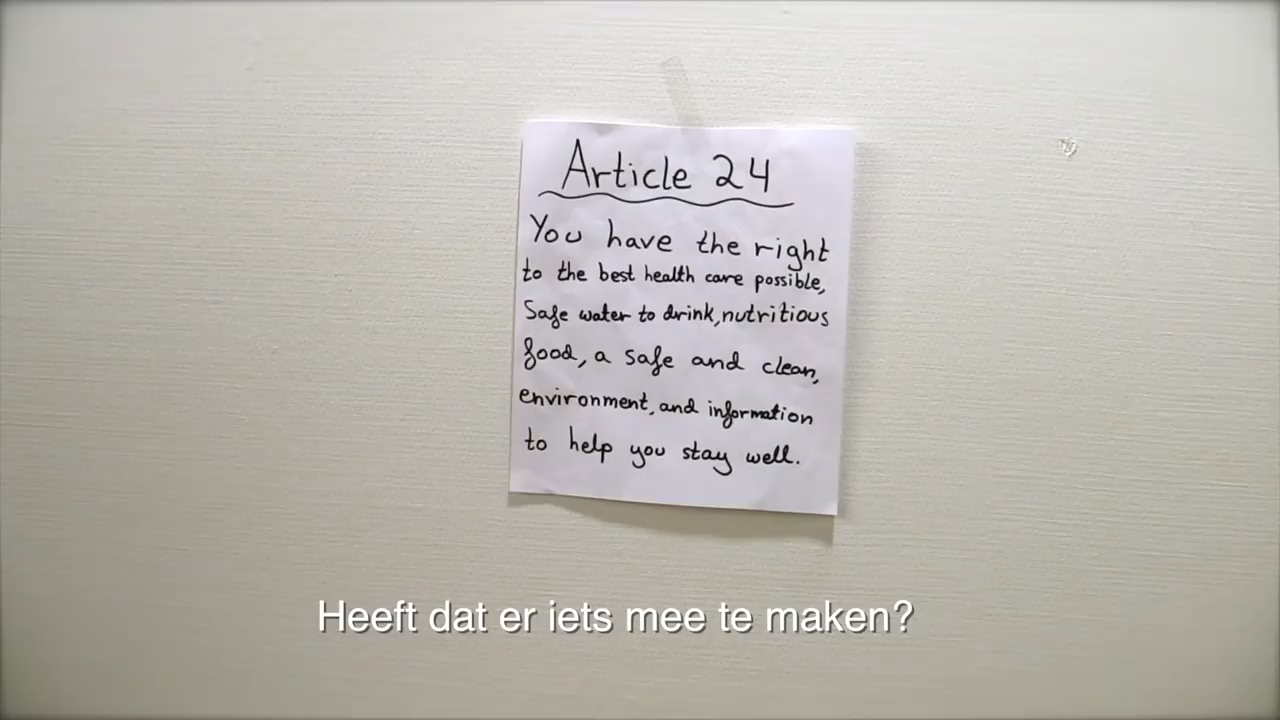 Article 24
You have the right
to the best health care possible,
Safe water to drink, nutritious
food, a safe and clean,
environment, and information
to help you stay well.
Heeft dat er iets mee te maken?